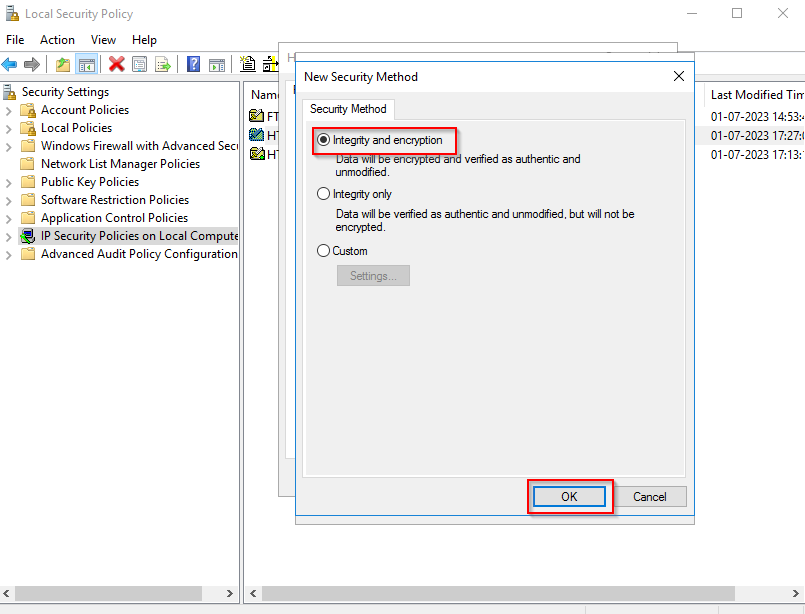 Local Security Policy
File Action View Help
Security Settings
Account Policies
Local Policies
Windows Firewall with Advanced Secu
Network List Manager Policies
Public Key Policies
Software Restriction Policies
Application Control Policies
IP Security Policies on Local Compute
Advanced Audit Policy Configuration
Name
FT
HT
HT
Last Modified Tim
01-07-2023 14:53:4
01-07-2023 17:27:0
01-07-2023 17:13:
New Security Method
Security Method
Integrity and encryption
Data will be encrypted and verified as authentic and
unmodified.
Integrity only
Data will be verified as authentic and unmodified, but will not be
encrypted.
Custom
Settings...
OK Cancel